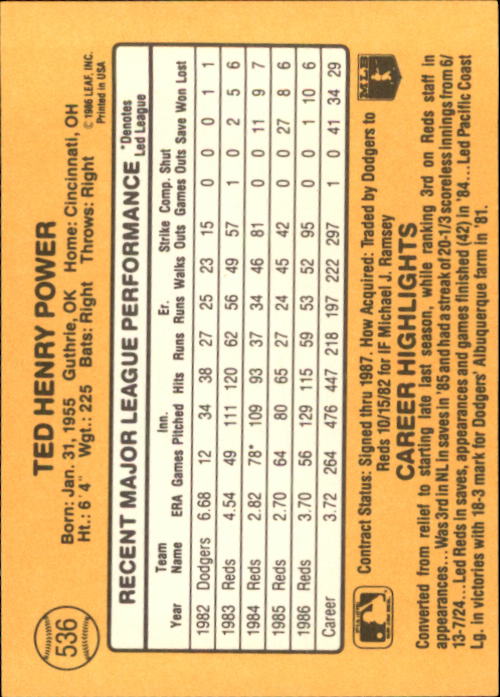 536
TED HENRY POWER
Born: Jan. 31, 1955 Guthrie, OK Home: Cincinnati, OH
Ht.: 6'4" Wgt.: 225 Bats: Right Throws: Right
© 1986 LEAF, INC.
Printed in USA
RECENT MAJOR LEAGUE PERFORMANCE
*Denotes
Led League
Team Inn. Er. Strike Comp. Shut
Year Name ERA Games Pitched Hits Runs Runs Walks Outs Games Outs Save Won Lost
1982 Dodgers 6.68 12 34 38 27 25 23 15 0 0 0 1 1
1983 Reds 4.54 49 111 120 62 56 49 57 1 0 2 5 6
1984 Reds 2.82 78* 109 93 37 34 46 81 0 0 11 9 7
1985 Reds 2.70 64 80 65 27 24 45 42 0 0 27 8 6
1986 Reds 3.70 56 129 115 59 53 52 95 0 0 1 10 6
Career 3.72 264 476 447 218 197 222 297 1 0 41 34 29
Contract Status: Signed thru 1987. How Acquired: Traded by Dodgers to
Reds 10/15/82 for IF Michael J. Ramsey
MLB
CAREER HIGHLIGHTS
Converted from relief to starting late last season, while ranking 3rd on Reds staff in
appearances...Was 3rd in NL in saves in '85 and had a streak of 20-1/3 scoreless innings from 6/
13-7/24...Led Reds in saves, appearances and games finished (42) in '84...Led Pacific Coast
Lg. in victories with 18-3 mark for Dodgers' Albuquerque farm in '81.